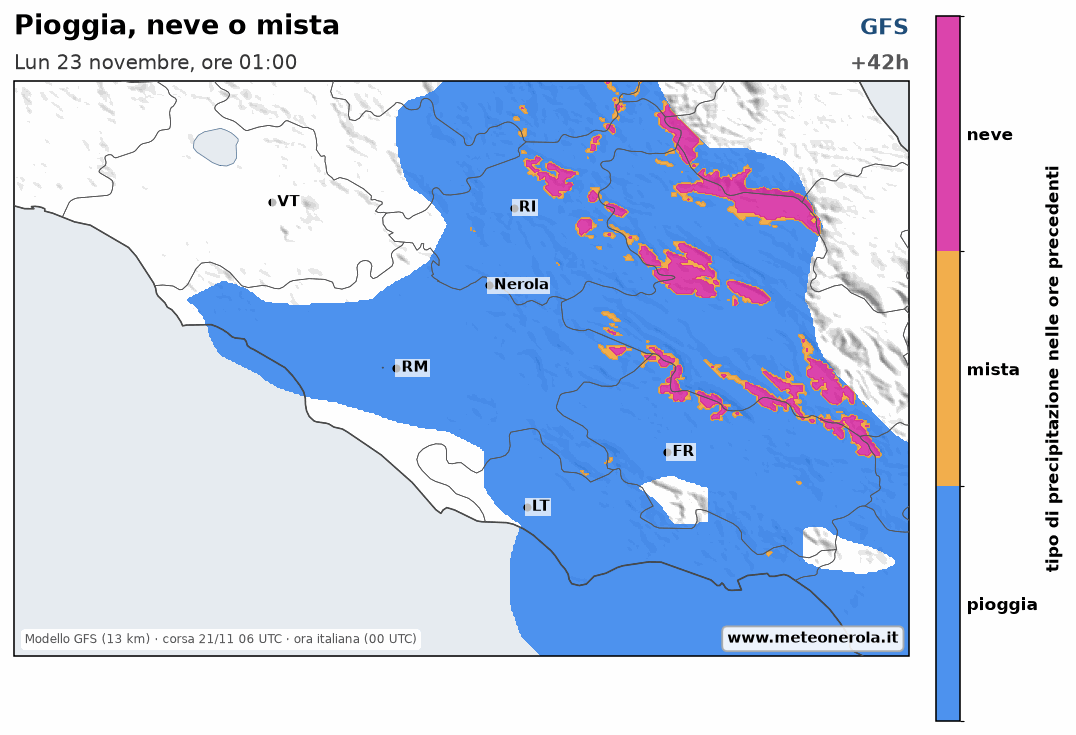 Pioggia, neve o mista
GFS
Lun 23 novembre, ore 01:00
+42h
neve
VT
RI
Nerola
mista
RM
FR
LT
pioggia
tipo di precipitazione nelle ore precedenti
Modello GFS (13 km) · corsa 21/11 06 UTC · ora italiana (00 UTC)
www.meteonerola.it